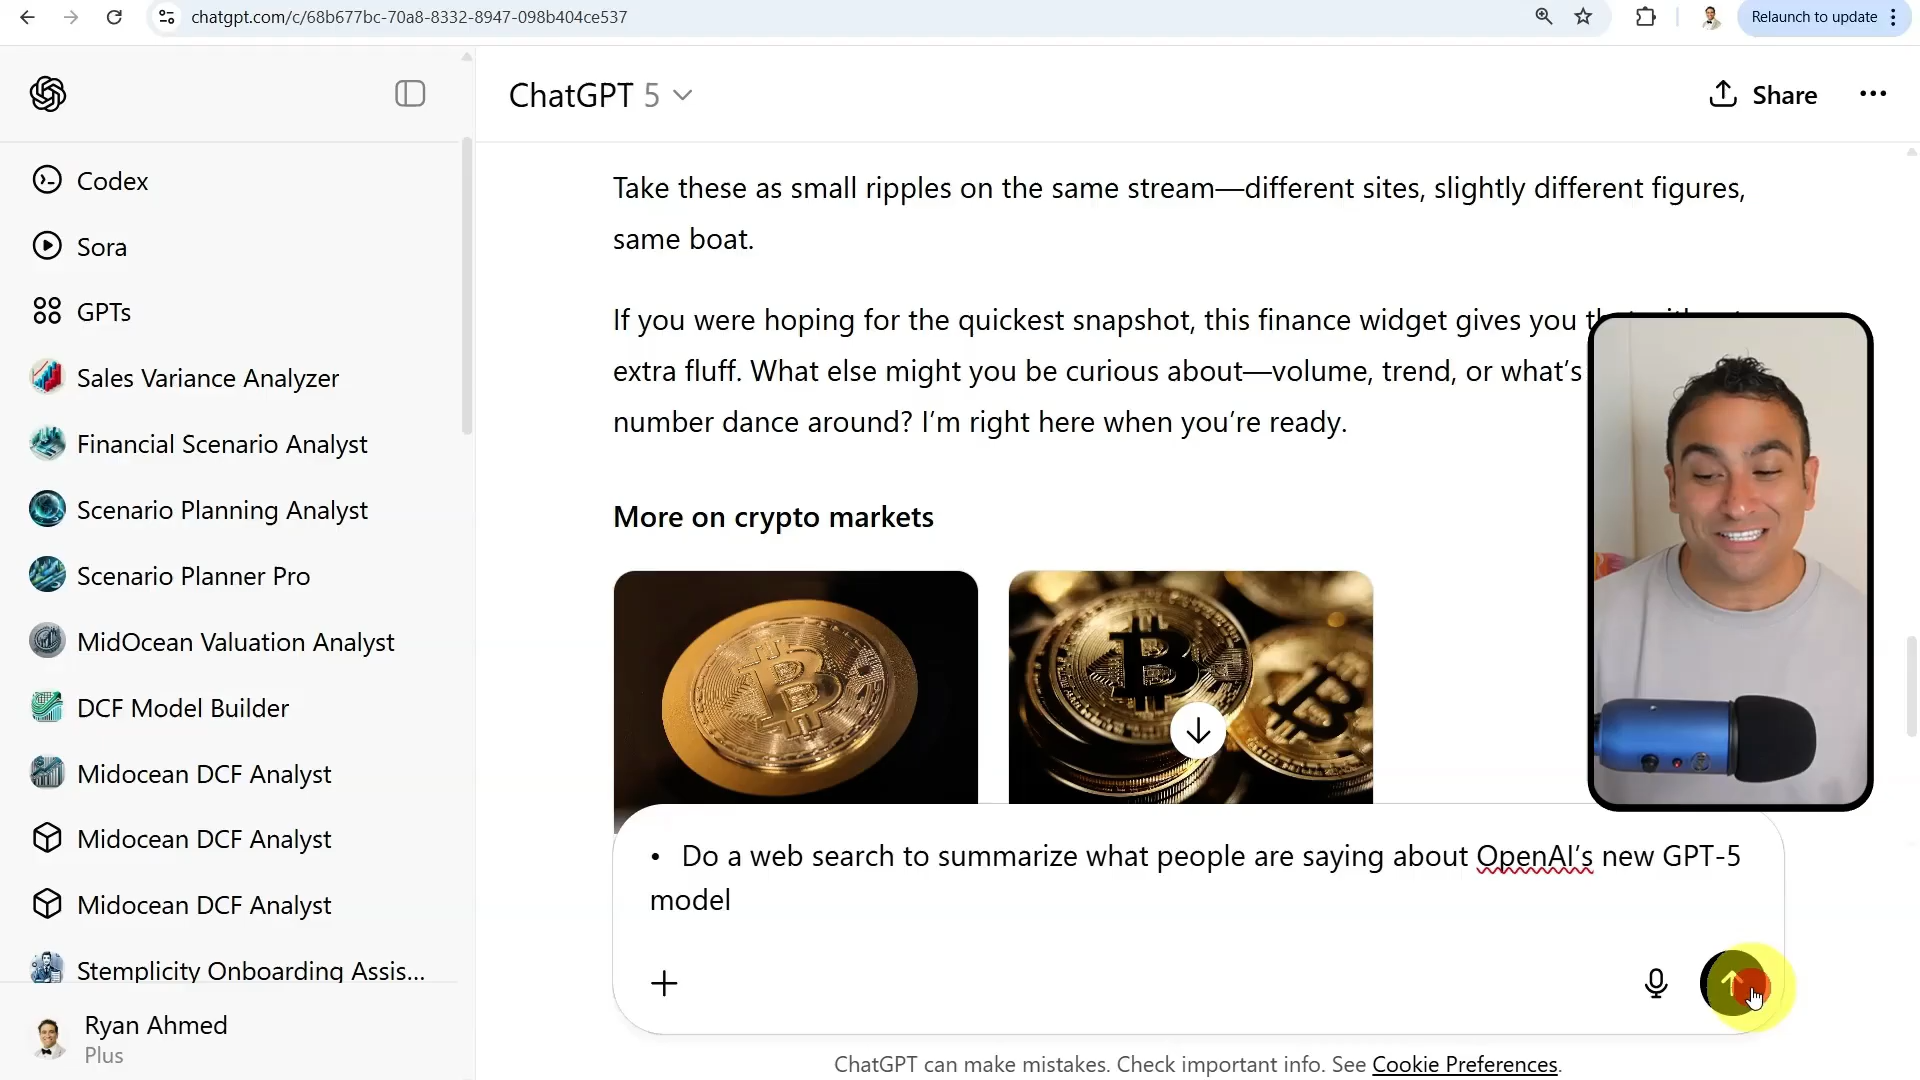 chatgpt.com/c/68b677bc-70a8-8332-8947-098b404ce537
Relaunch to update
ChatGPT 5
Share
Codex
Sora
GPTs
Sales Variance Analyzer
Financial Scenario Analyst
Scenario Planning Analyst
Scenario Planner Pro
MidOcean Valuation Analyst
DCF Model Builder
Midocean DCF Analyst
Midocean DCF Analyst
Midocean DCF Analyst
Stemplicity Onboarding Assis...
Ryan Ahmed
Plus
Take these as small ripples on the same stream—different sites, slightly different figures,
same boat.
If you were hoping for the quickest snapshot, this finance widget gives you
extra fluff. What else might you be curious about—volume, trend, or what's
number dance around? I'm right here when you're ready.
More on crypto markets
• Do a web search to summarize what people are saying about OpenAI's new GPT-5
model
ChatGPT can make mistakes. Check important info. See Cookie Preferences.